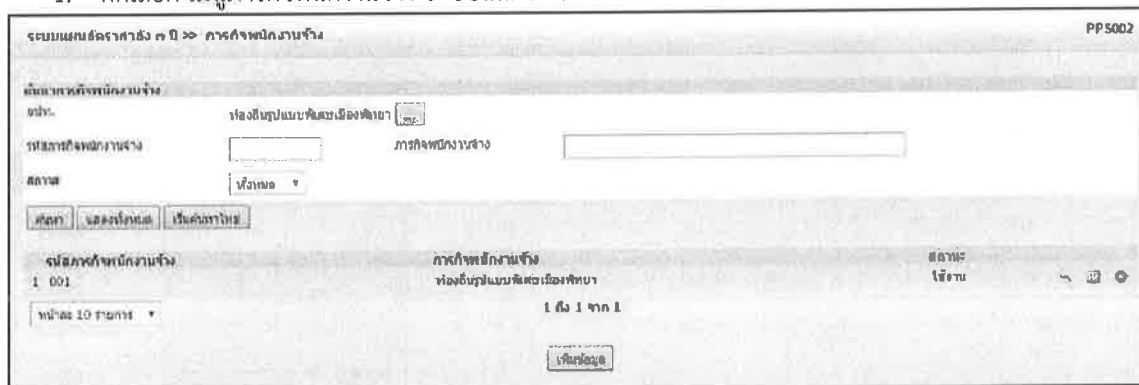 ระบบแผนอัตรากำลัง ๓ ปี >> ภารกิจพนักงานจ้าง PPS002
ค้นหาภารกิจพนักงานจ้าง
อปท. ท้องถิ่นรูปแบบพิเศษเมืองพัทยา ...
รหัสภารกิจพนักงานจ้าง ภารกิจพนักงานจ้าง
สถานะ ทั้งหมด
ค้นหา แสดงทั้งหมด เริ่มค้นหาใหม่
รหัสภารกิจพนักงานจ้าง ภารกิจพนักงานจ้าง สถานะ
1 001 ท้องถิ่นรูปแบบพิเศษเมืองพัทยา ใช้งาน
หน้าละ 10 รายการ 1 ถึง 1 จาก 1
เพิ่มข้อมูล